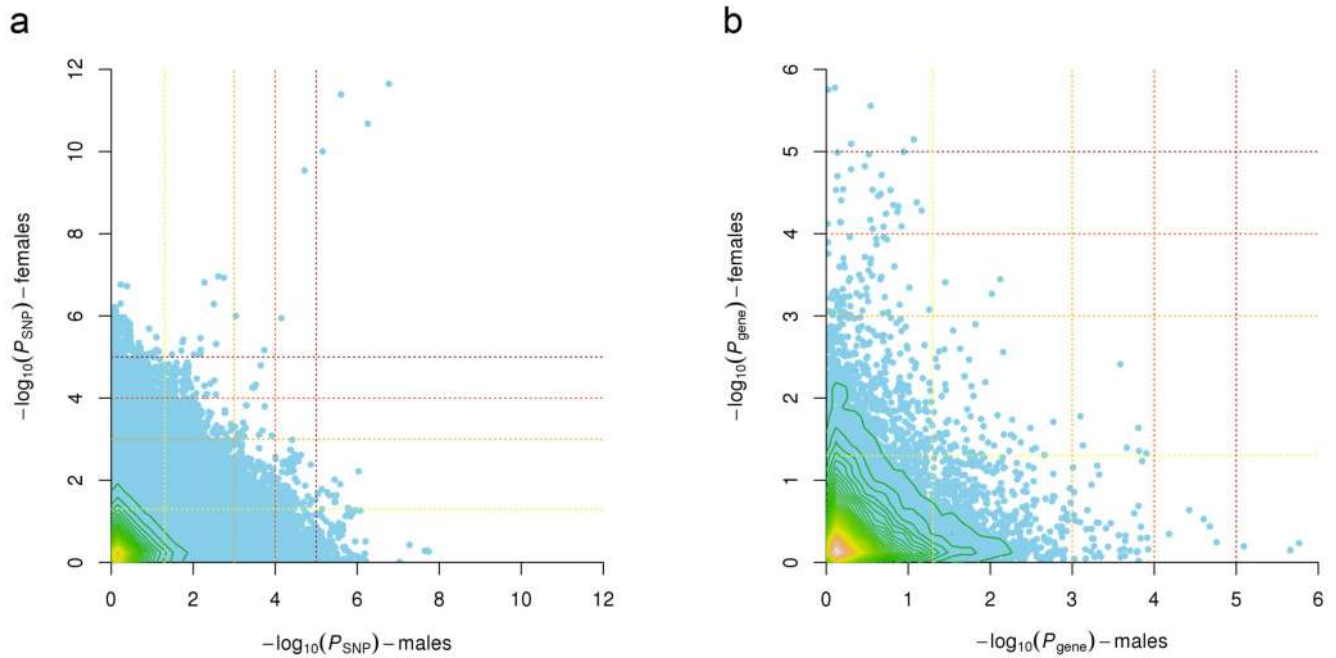 a
b
12
10
8
6
4
2
0
−log10(PSNP)−females
0 2 4 6 8 10 12
−log10(PSNP)−males
6
5
4
3
2
1
0
−log10(Pgene)−females
0 1 2 3 4 5 6
−log10(Pgene)−males